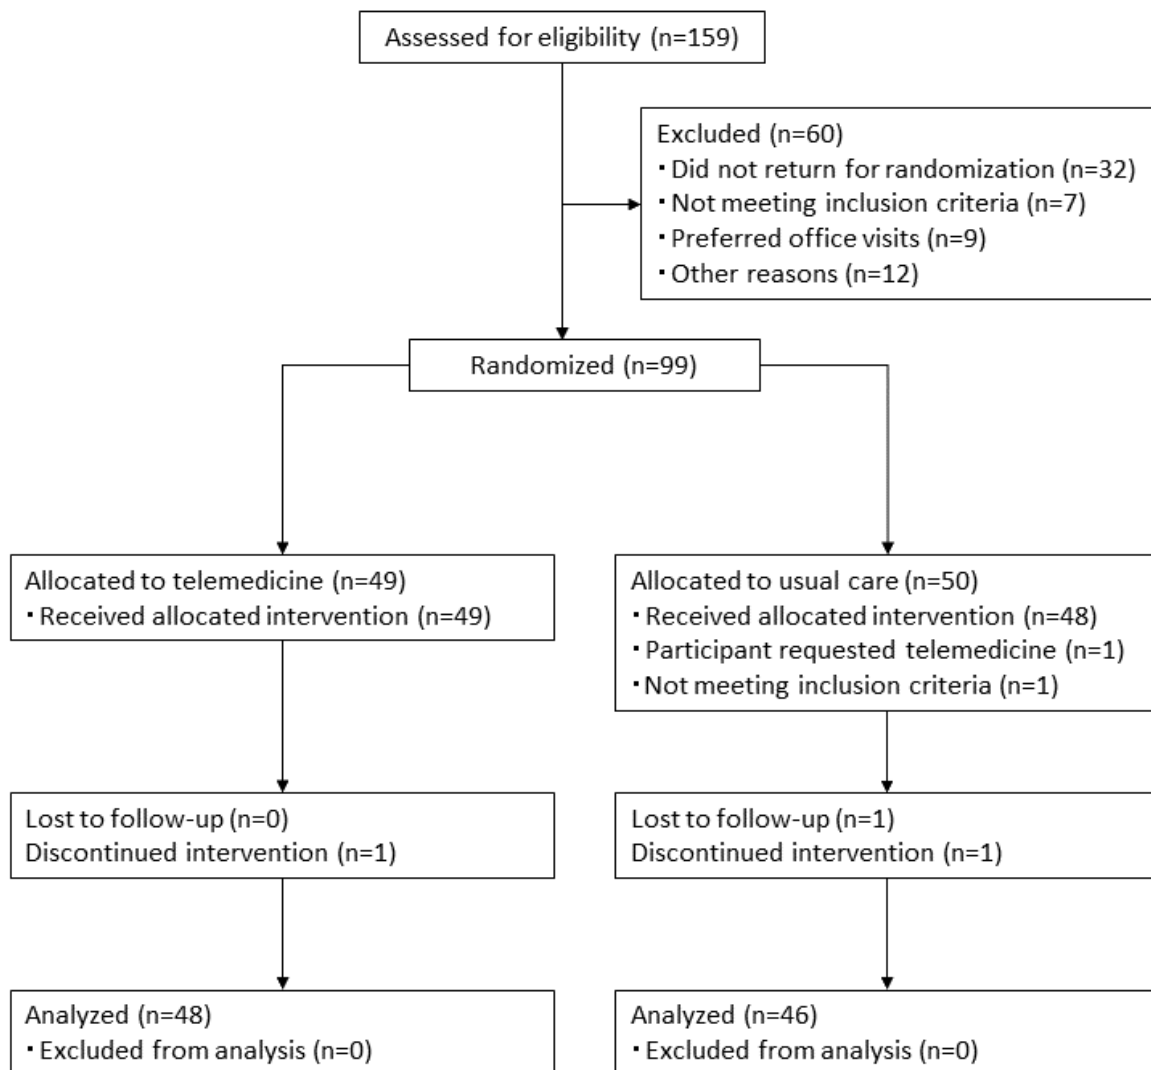 Assessed for eligibility (n=159)
Excluded (n=60)
・Did not return for randomization (n=32)
・Not meeting inclusion criteria (n=7)
・Preferred office visits (n=9)
・Other reasons (n=12)
Randomized (n=99)
Allocated to telemedicine (n=49)
・Received allocated intervention (n=49)
Allocated to usual care (n=50)
・Received allocated intervention (n=48)
・Participant requested telemedicine (n=1)
・Not meeting inclusion criteria (n=1)
Lost to follow-up (n=0)
Discontinued intervention (n=1)
Lost to follow-up (n=1)
Discontinued intervention (n=1)
Analyzed (n=48)
・Excluded from analysis (n=0)
Analyzed (n=46)
・Excluded from analysis (n=0)